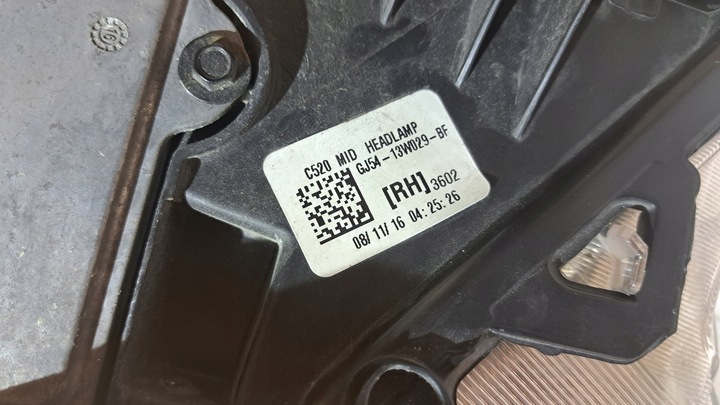 C520 MID HEADLAMP
GJ54-13W029-BF
[RH] 3602
08/11/16 04:25:26